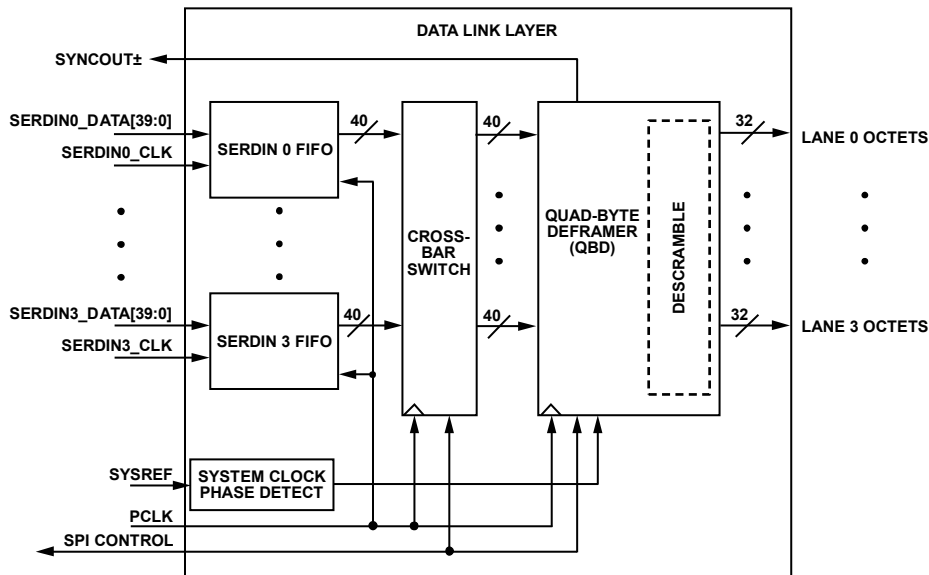 DATA LINK LAYER
SYNCOUT±
SERDIN0_DATA[39:0]
SERDIN0_CLK
SERDIN 0 FIFO
40
40
32
LANE 0 OCTETS
CROSS-
BAR
SWITCH
QUAD-BYTE
DEFRAMER
(QBD)
DESCRAMBLE
SERDIN3_DATA[39:0]
SERDIN3_CLK
SERDIN 3 FIFO
40
40
32
LANE 3 OCTETS
SYSREF
SYSTEM CLOCK
PHASE DETECT
PCLK
SPI CONTROL